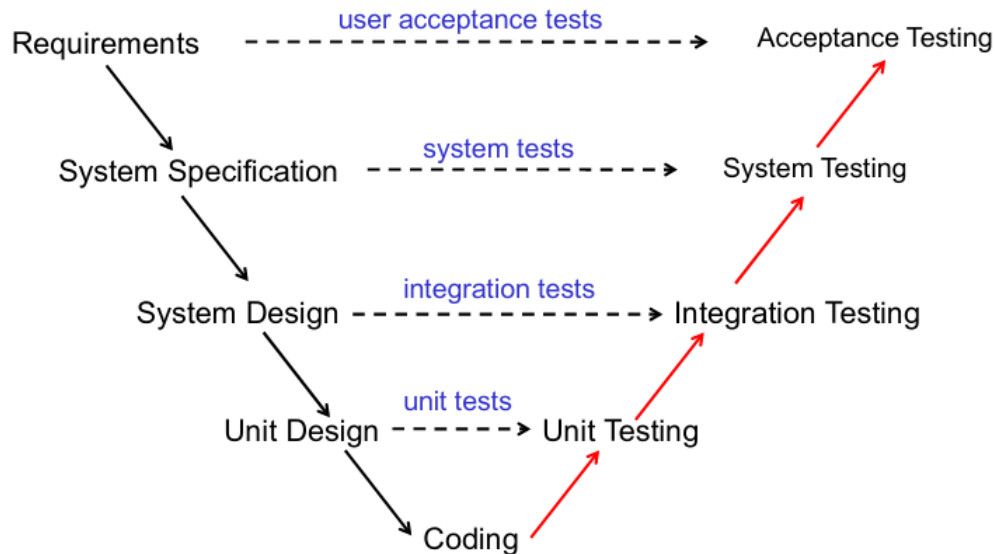 user acceptance tests
Requirements
Acceptance Testing
system tests
System Specification
System Testing
integration tests
System Design
Integration Testing
unit tests
Unit Design
Unit Testing
Coding